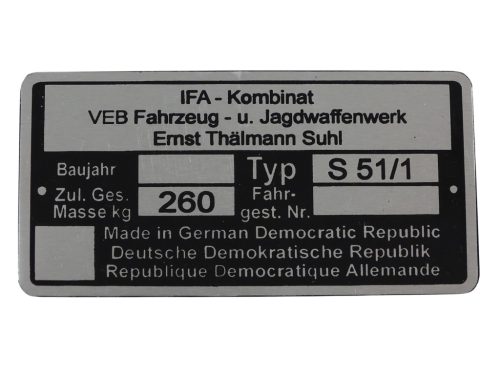 IFA - Kombinat
VEB Fahrzeug - u. Jagdwaffenwerk
Ernst Thälmann Suhl
Baujahr Typ S 51/1
Zul. Ges. Masse kg 260 Fahr-gest. Nr.
Made in German Democratic Republic
Deutsche Demokratische Republik
Republique Democratique Allemande